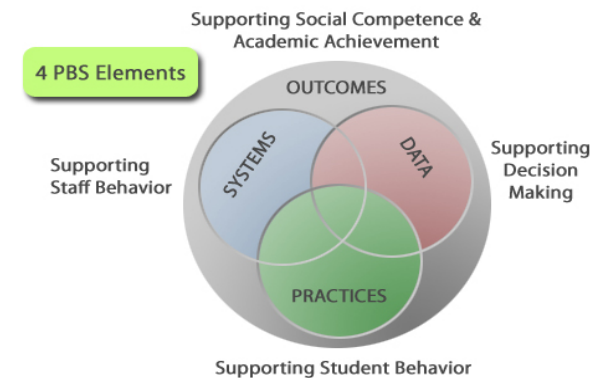 Supporting Social Competence &
Academic Achievement
4 PBS Elements
OUTCOMES
SYSTEMS
DATA
Supporting
Staff Behavior
Supporting
Decision
Making
PRACTICES
Supporting Student Behavior